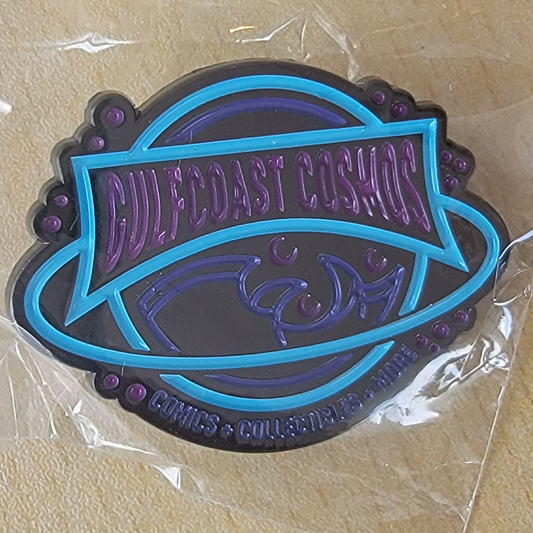 GULFCOAST COSMOS
COMICS + COLLECTIBLES + MORE